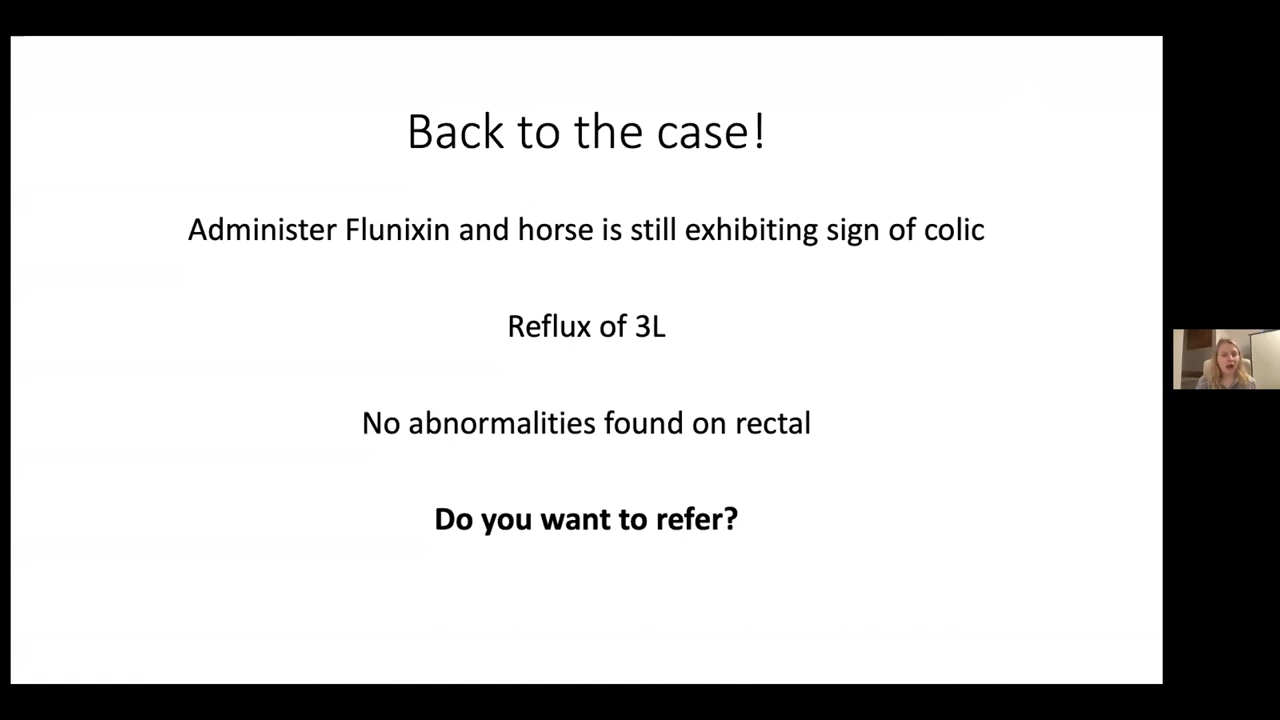 Back to the case!
Administer Flunixin and horse is still exhibiting sign of colic
Reflux of 3L
No abnormalities found on rectal
Do you want to refer?